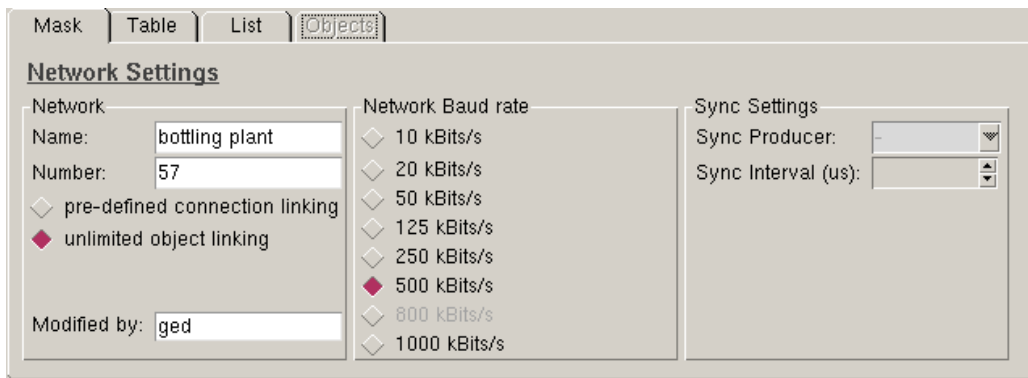 Mask Table List Objects
Network Settings
Network
Name: bottling plant
Number: 57
pre-defined connection linking
unlimited object linking
Modified by: ged
Network Baud rate
10 kBits/s
20 kBits/s
50 kBits/s
125 kBits/s
250 kBits/s
500 kBits/s
800 kBits/s
1000 kBits/s
Sync Settings
Sync Producer: -
Sync Interval (us):